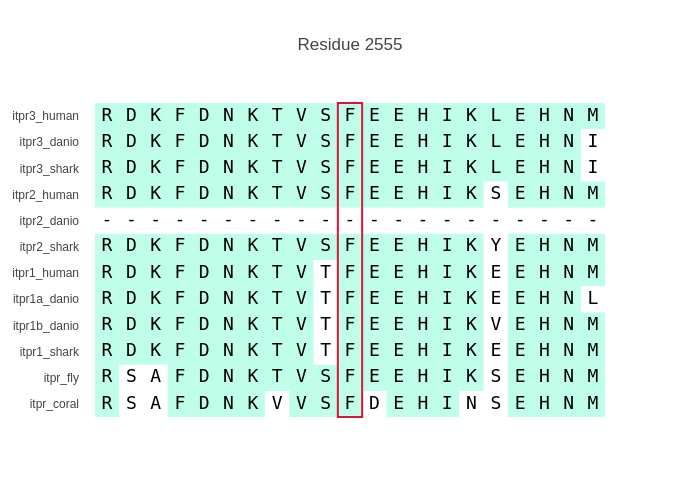 Residue 2555
itpr3_human R D K F D N K T V S F E E H I K L E H N M
itpr3_danio R D K F D N K T V S F E E H I K L E H N I
itpr3_shark R D K F D N K T V S F E E H I K L E H N I
itpr2_human R D K F D N K T V S F E E H I K S E H N M
itpr2_danio - - - - - - - - - - - - - - - - - - - - -
itpr2_shark R D K F D N K T V S F E E H I K Y E H N M
itpr1_human R D K F D N K T V T F E E H I K E E H N M
itpr1a_danio R D K F D N K T V T F E E H I K E E H N L
itpr1b_danio R D K F D N K T V T F E E H I K V E H N M
itpr1_shark R D K F D N K T V T F E E H I K E E H N M
itpr_fly R S A F D N K T V S F E E H I K S E H N M
itpr_coral R S A F D N K V V S F D E H I N S E H N M